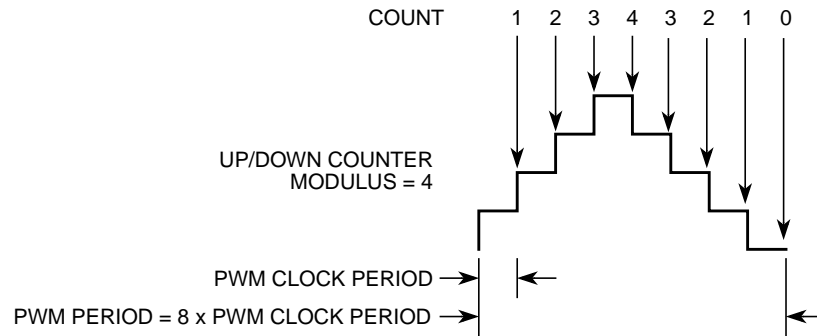 COUNT 1 2 3 4 3 2 1 0
UP/DOWN COUNTER
MODULUS = 4
PWM CLOCK PERIOD
PWM PERIOD = 8 x PWM CLOCK PERIOD